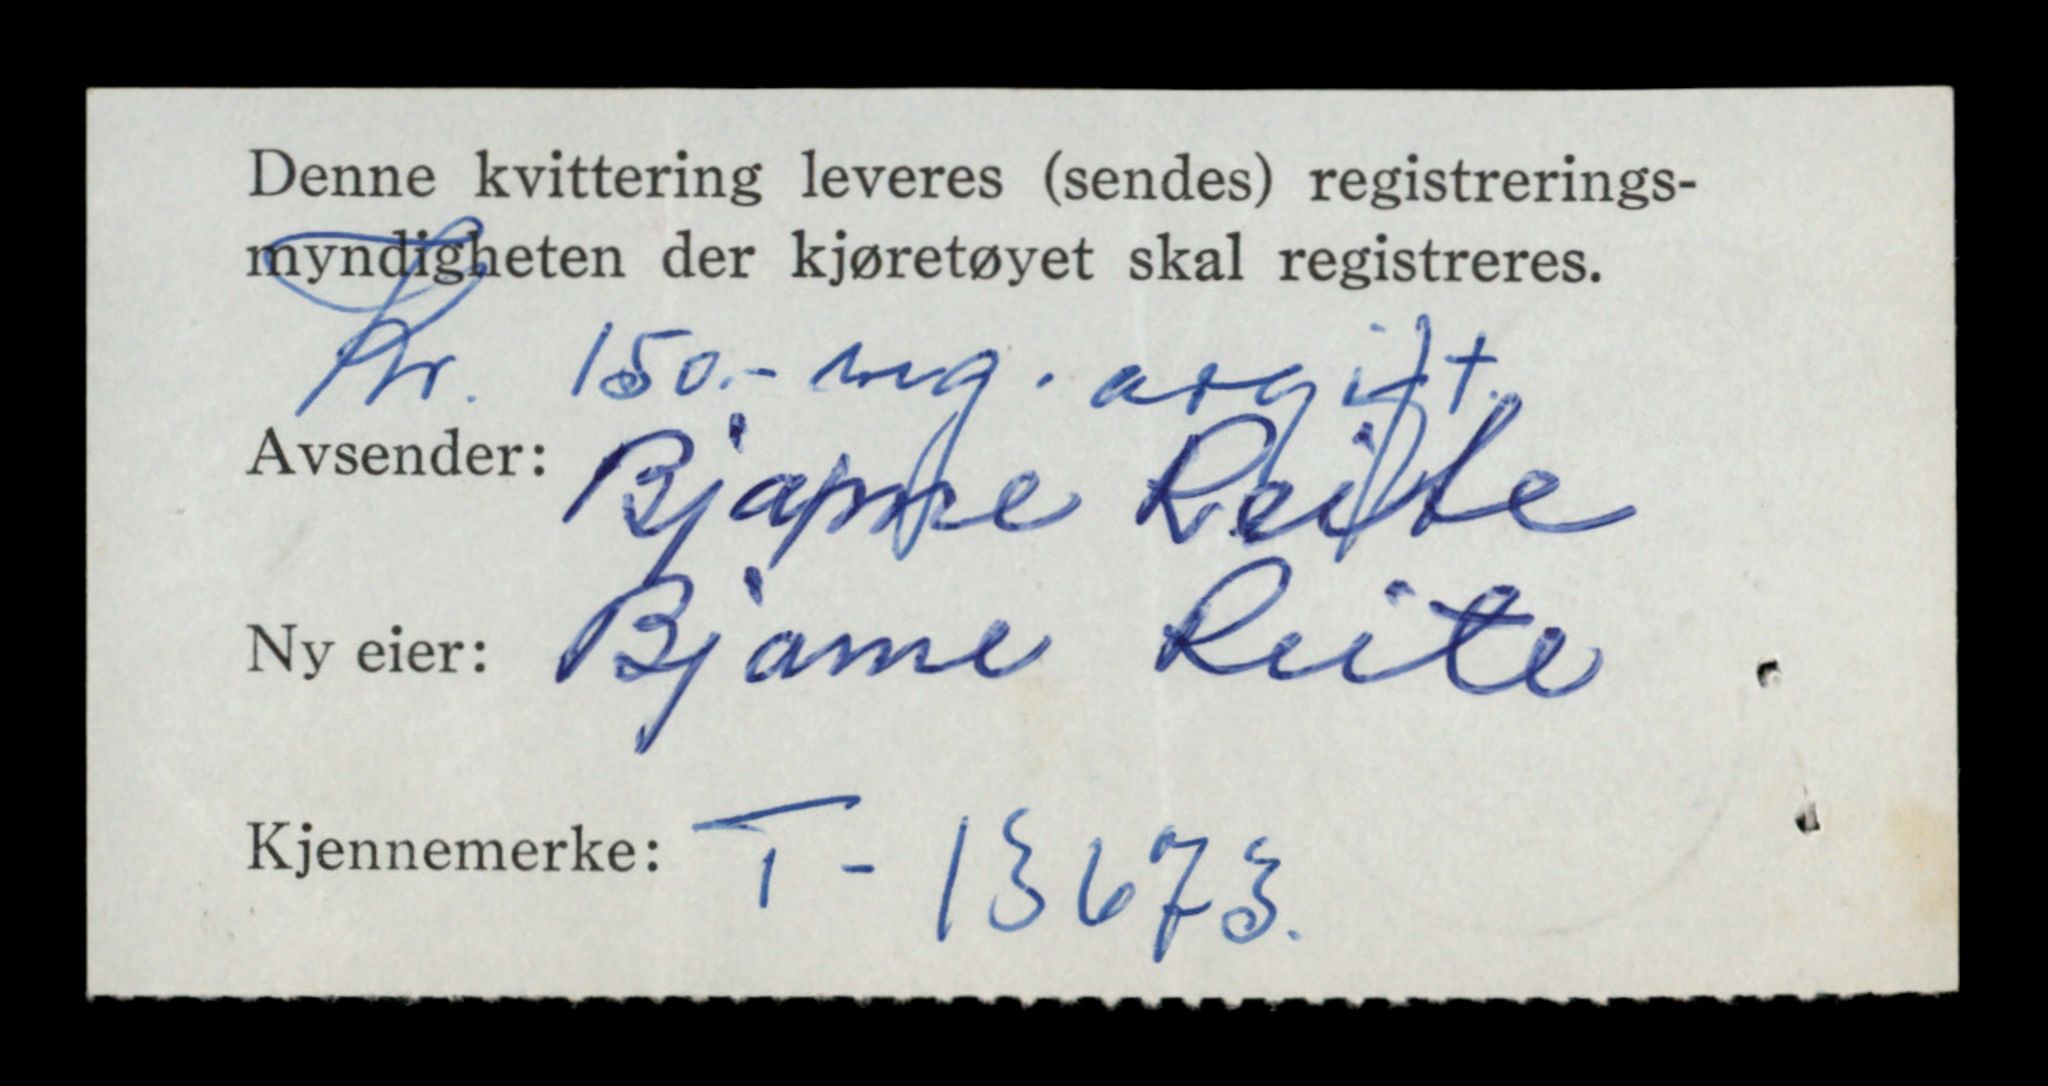 Denne kvittering leveres (sendes) registrerings-
myndigheten der kjøretøyet skal registreres.
Kr. 150.- avgift.
Avsender: Bjarne Reite
Ny eier: Bjarne Reite
Kjennemerke: T - 13673.